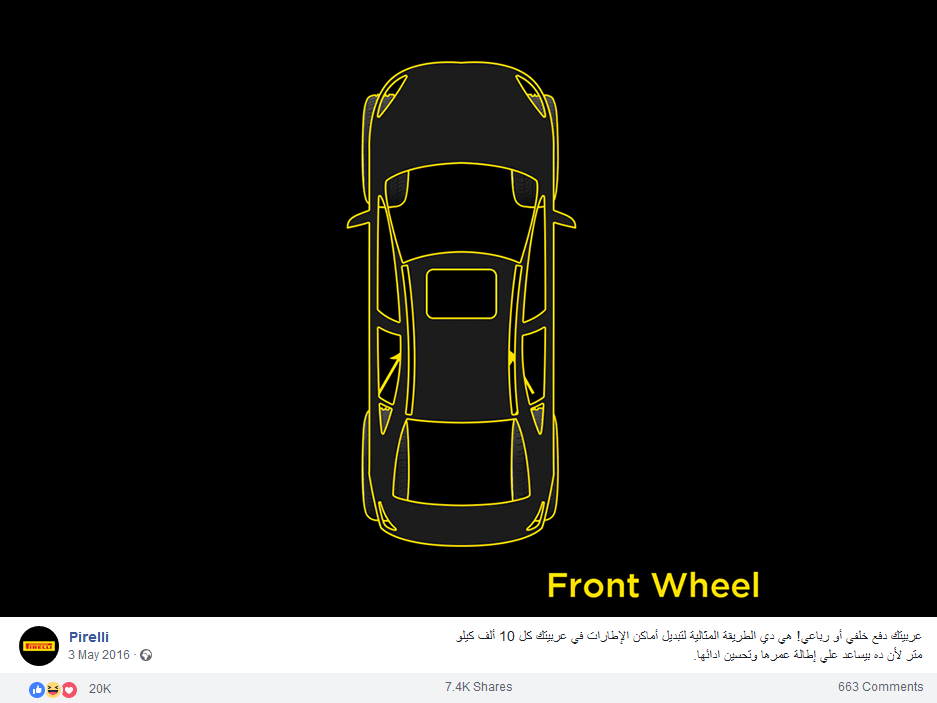 Front Wheel
PIRELLI
Pirelli
3 May 2016 ·
عربيتك دفع خلفي أو رباعي! هي دي الطريقة المثالية لتبديل أماكن الإطارات في عربيتك كل 10 ألف كيلو
متر لأن ده بيساعد علي إطالة عمرها وتحسين ادائها.
20K
7.4K Shares
663 Comments